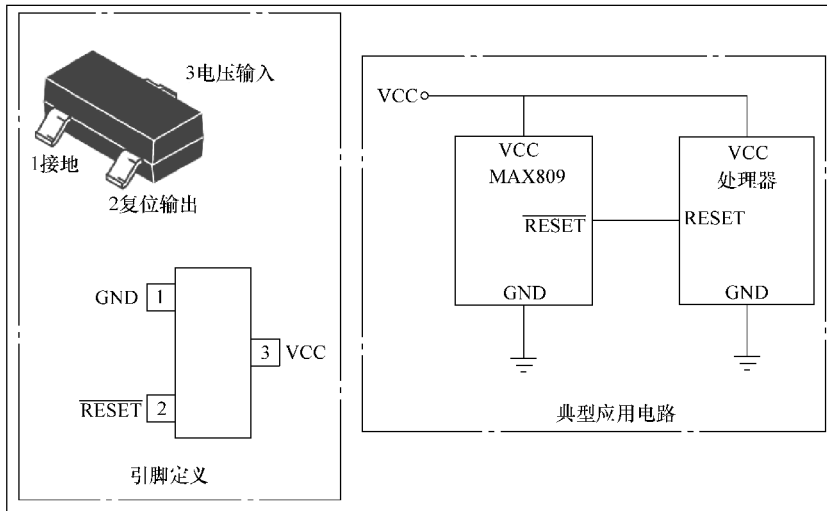 3电压输入
1接地
2复位输出
GND 1
3 VCC
RESET 2
引脚定义
VCC
VCC
MAX809
RESET
GND
VCC
处理器
RESET
GND
典型应用电路